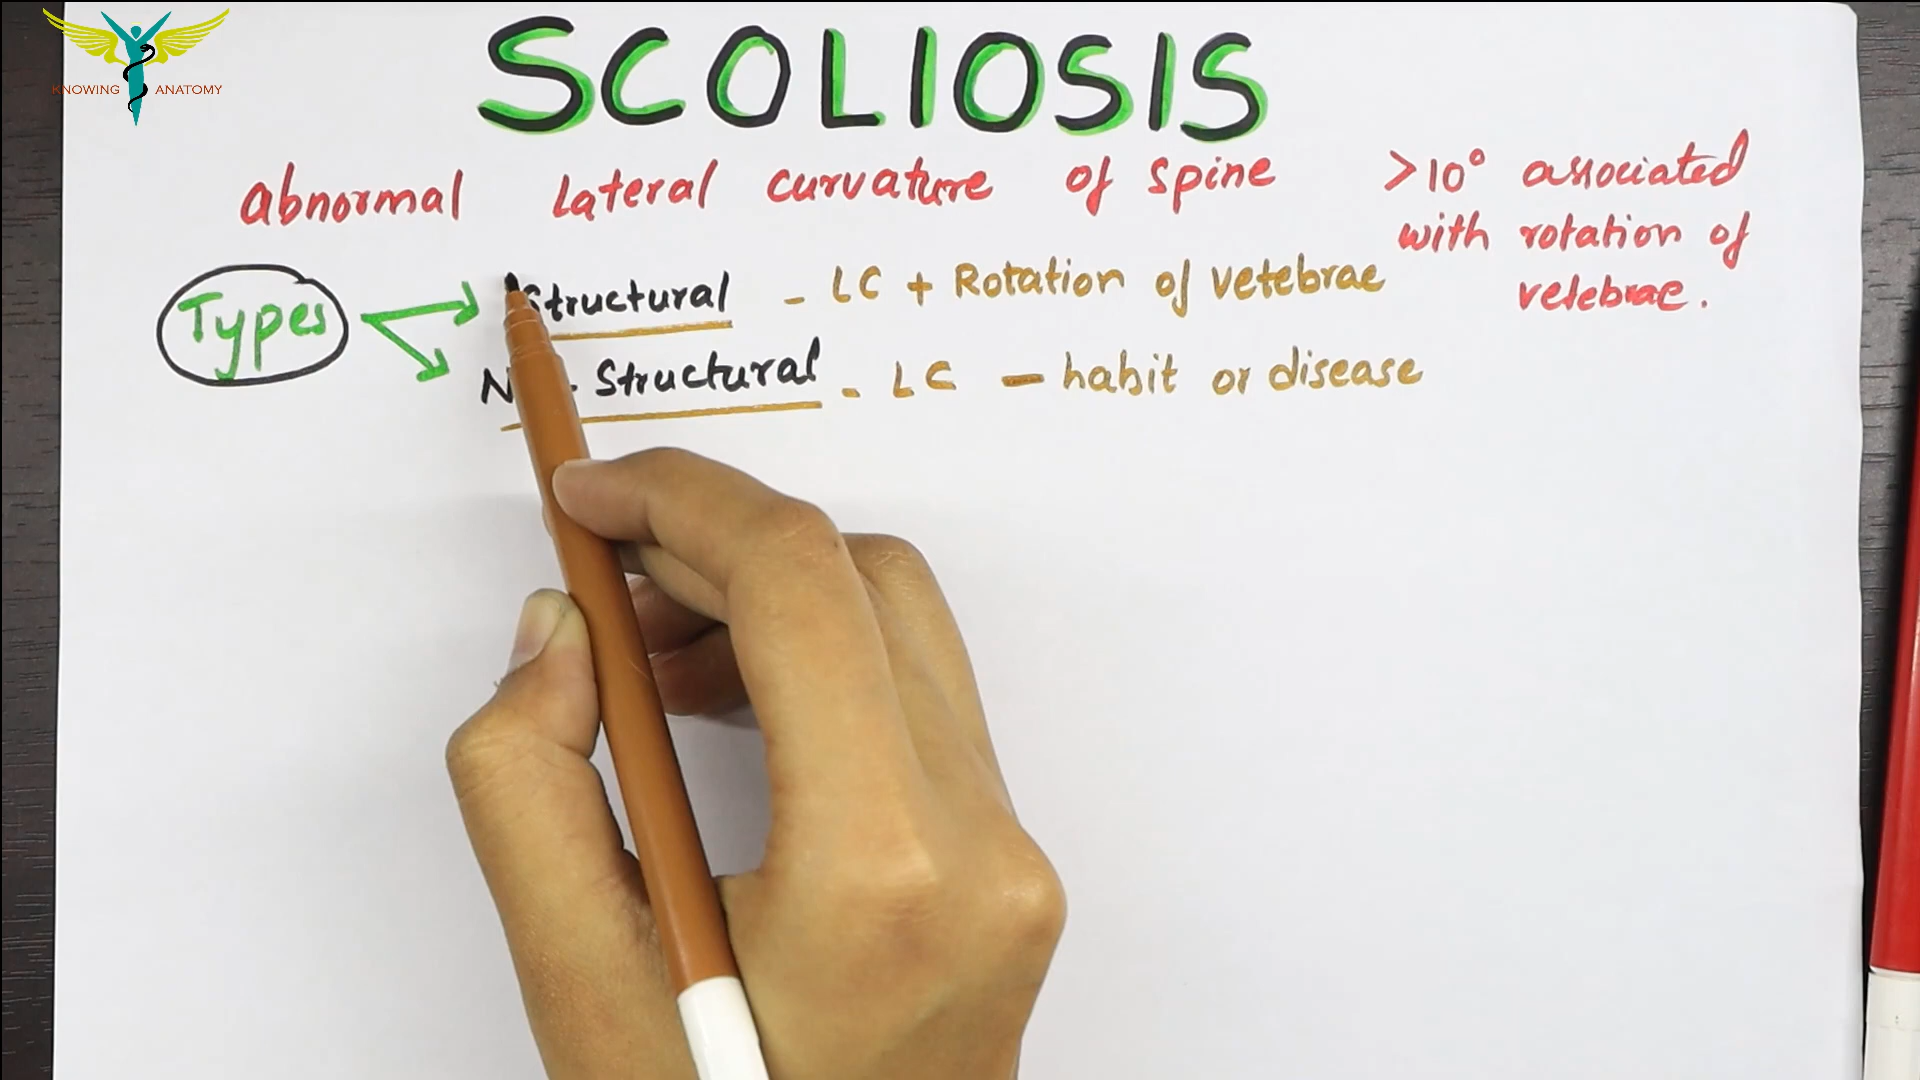 KNOWING ANATOMY
SCOLIOSIS
Abnormal Lateral curvature of spine >10° associated
with rotation of
vetebrae.
Types
Structural - LC + Rotation of vetebrae
Structural - LC - habit or disease